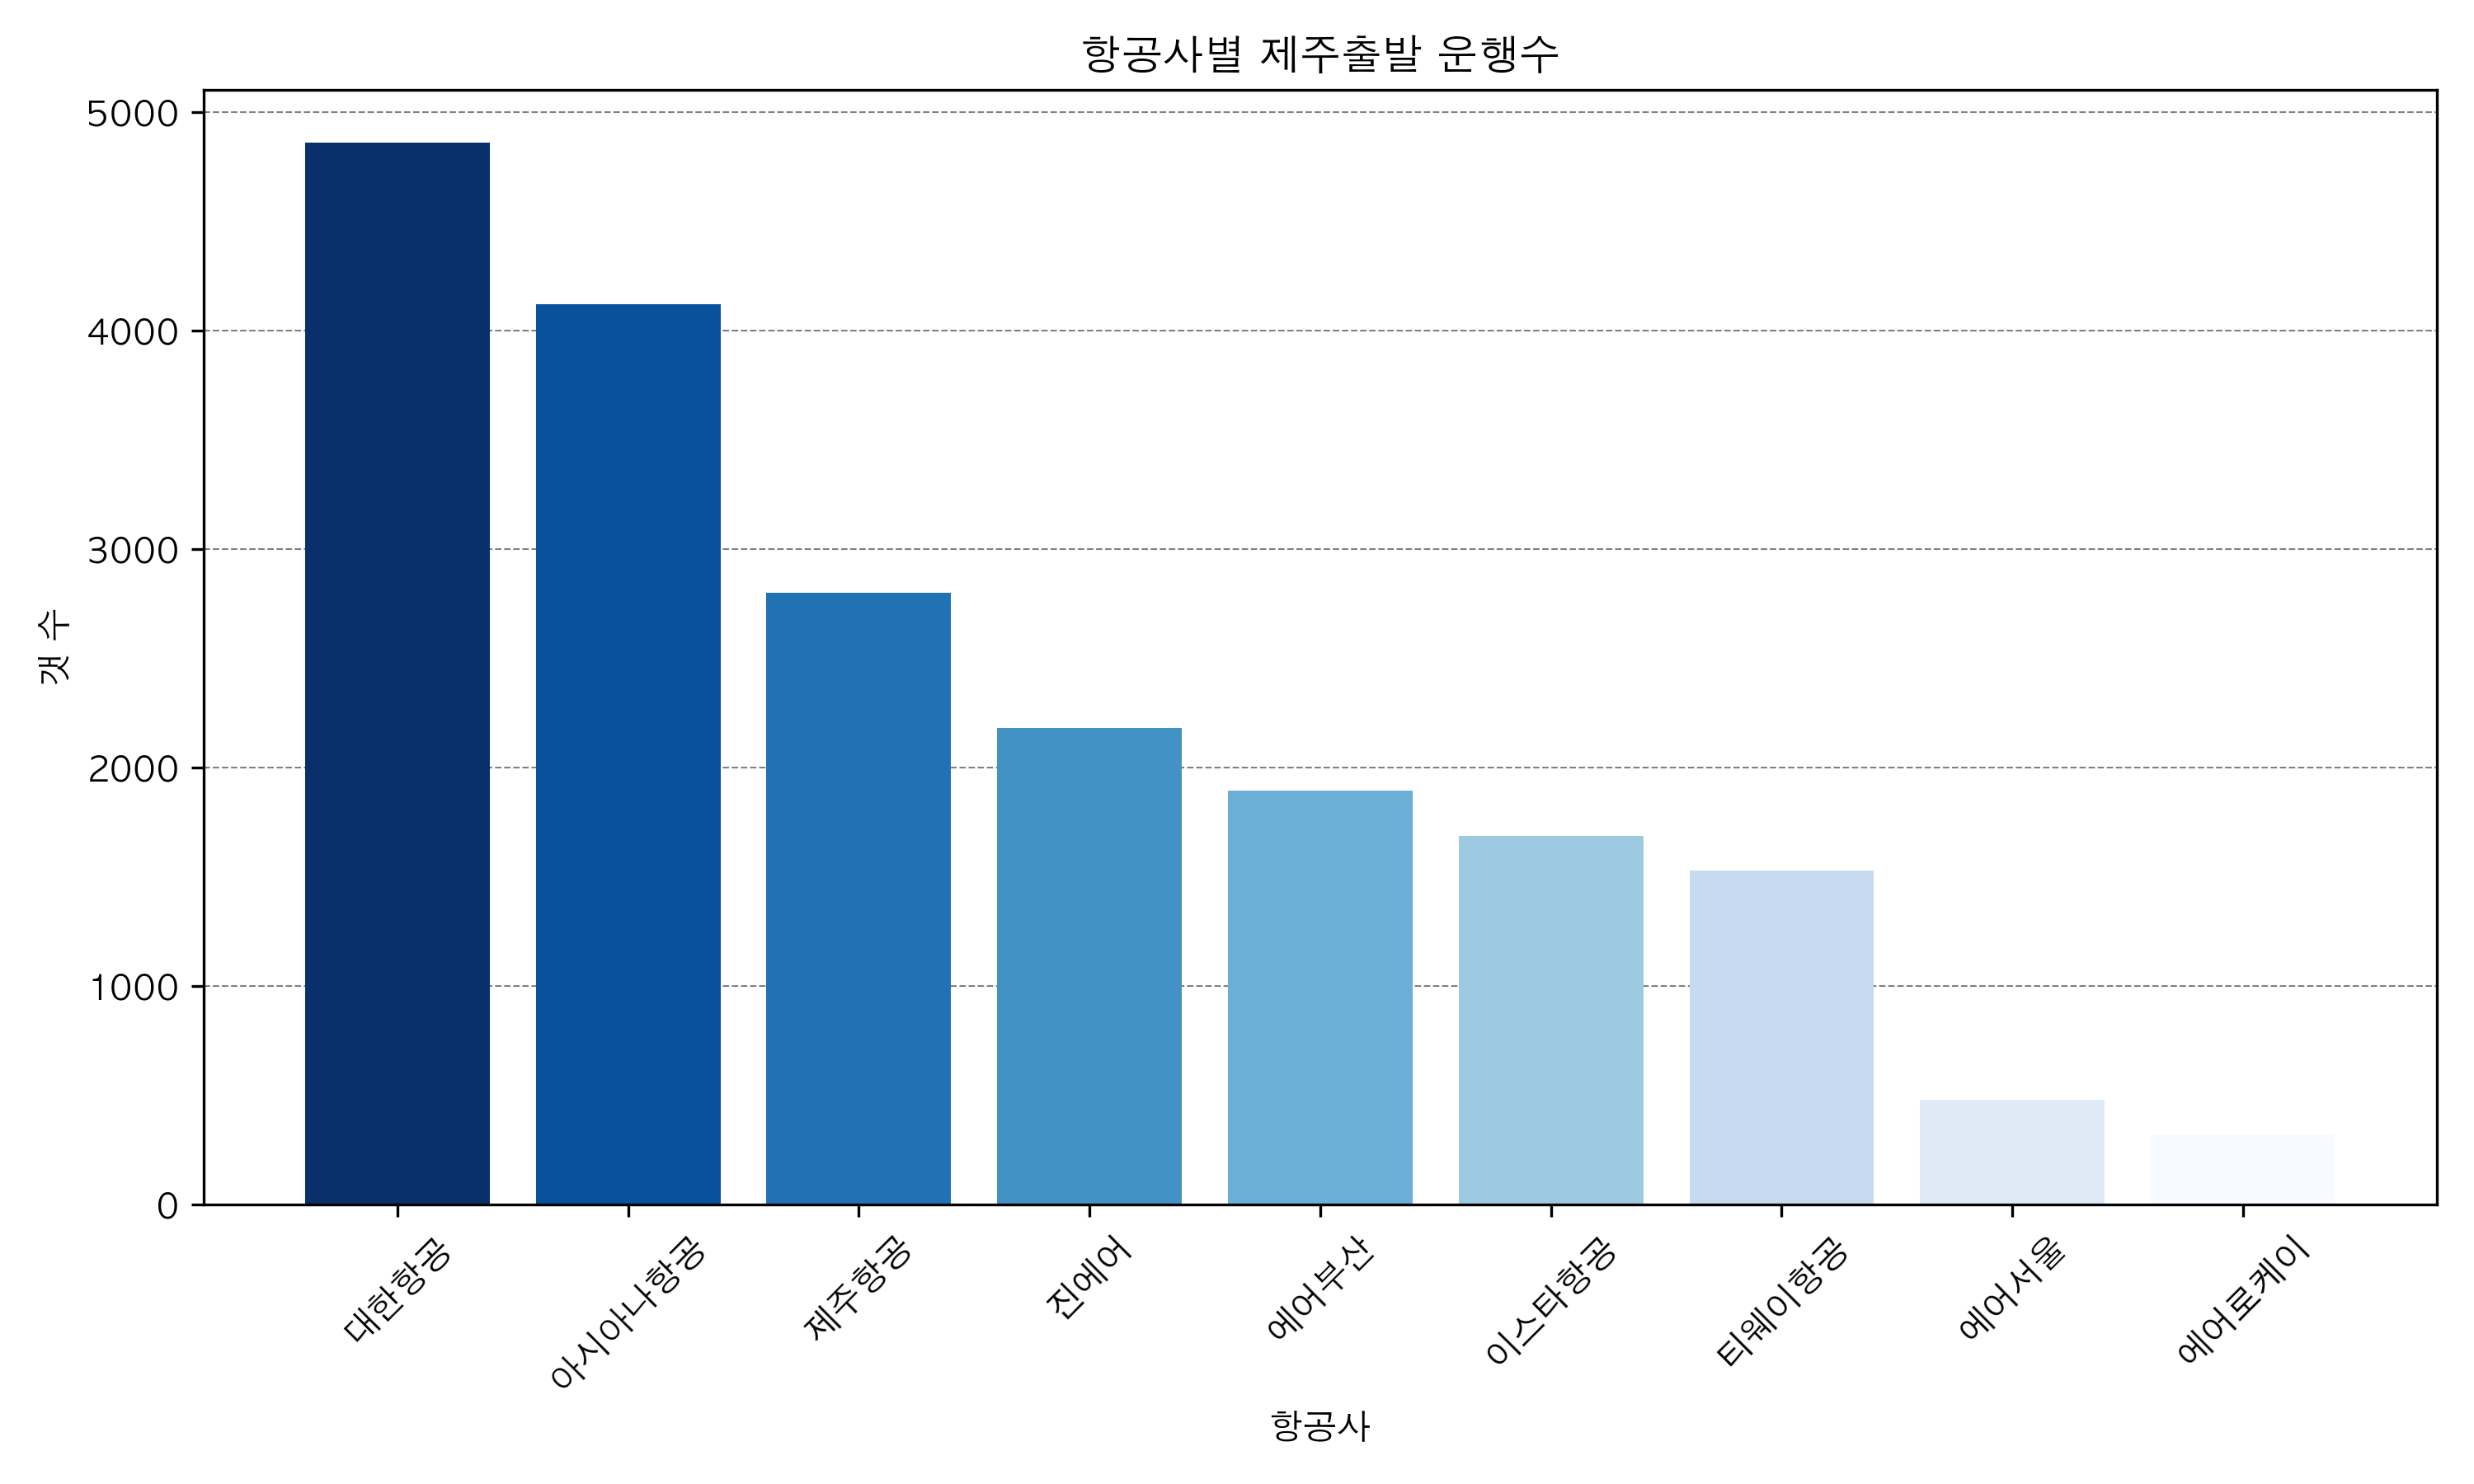 항공사별 제주출발 운행수
5000
4000
3000
2000
1000
0
갯수
대한항공
아시아나항공
제주항공
진에어
에어부산
이스타항공
티웨이항공
에어서울
에어로케이
항공사